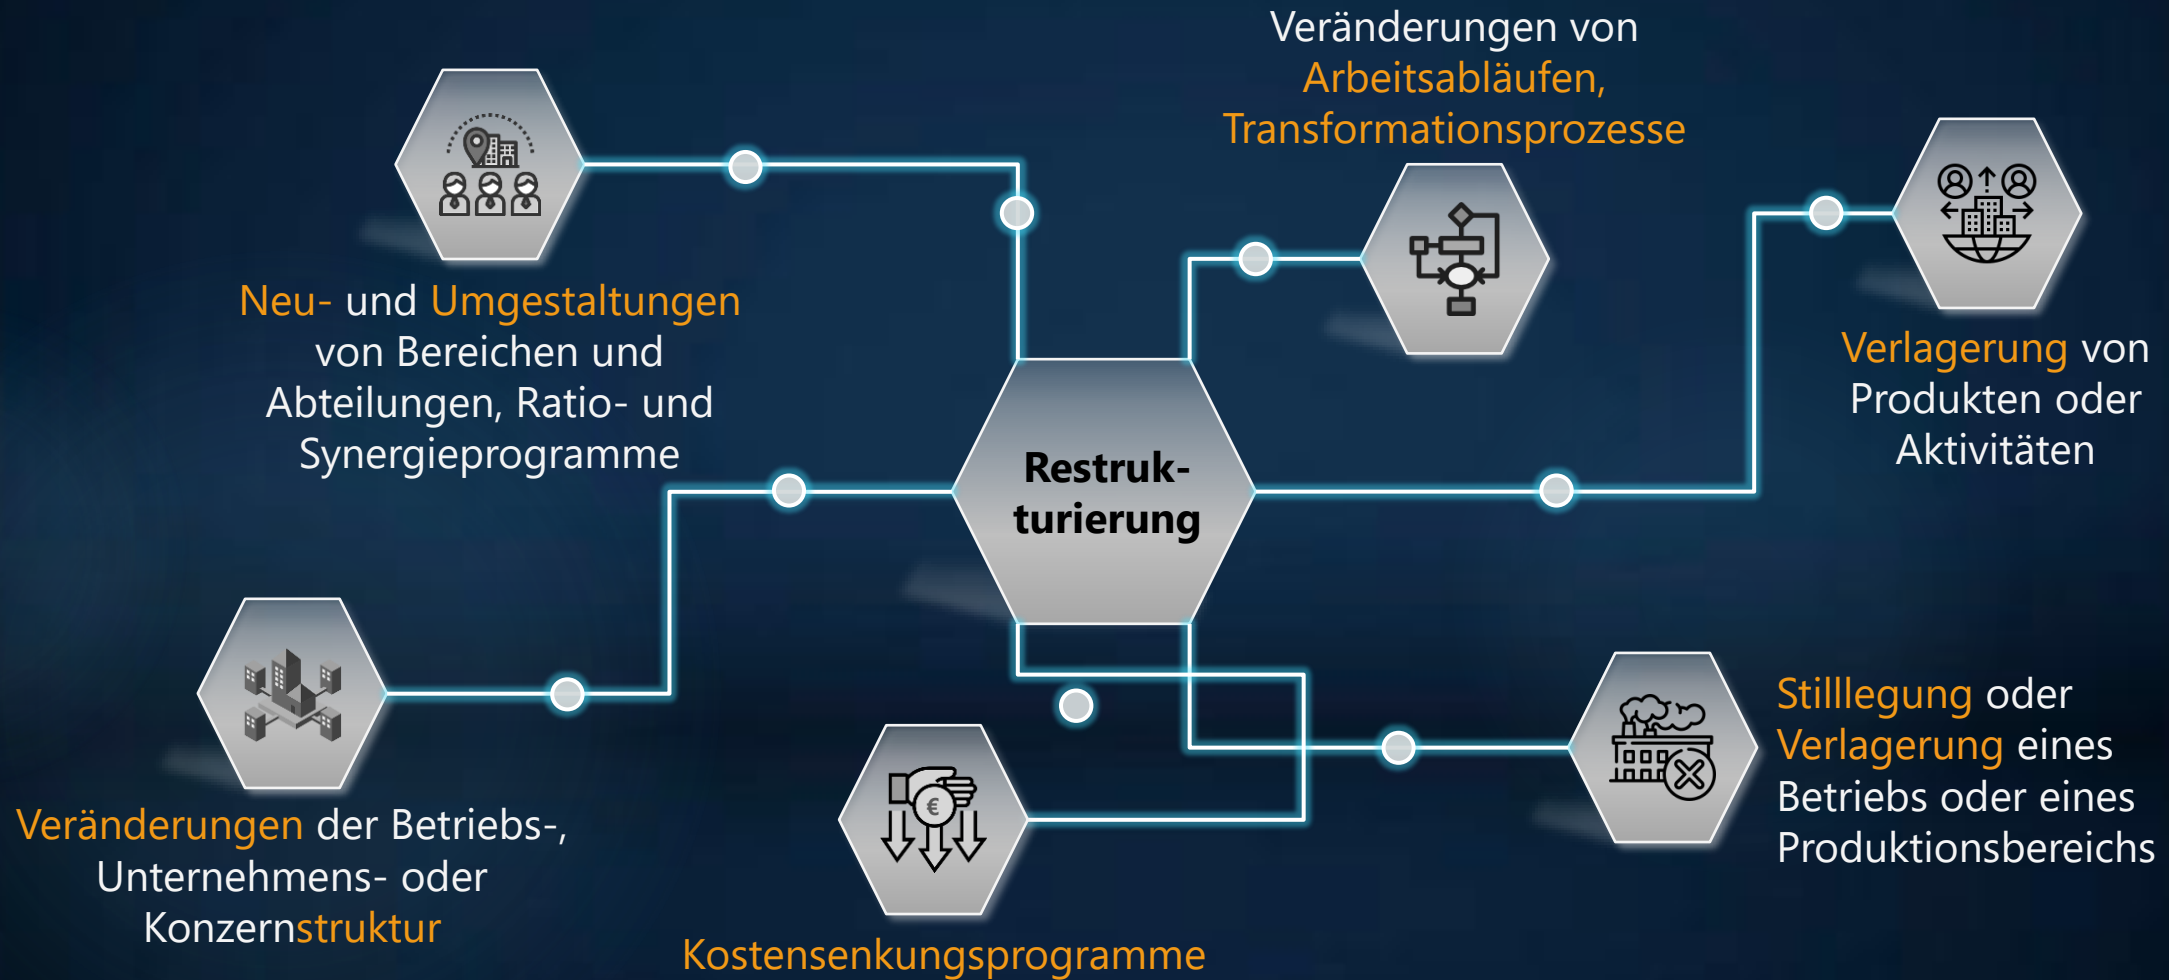 Veränderungen von
Arbeitsabläufen,
Transformationsprozesse
Neu- und Umgestaltungen
von Bereichen und
Abteilungen, Ratio- und
Synergieprogramme
Verlagerung von
Produkten oder
Aktivitäten
Restruk-
turierung
Stilllegung oder
Verlagerung eines
Betriebs oder eines
Produktionsbereichs
€
Veränderungen der Betriebs-,
Unternehmens- oder
Konzernstruktur
Kostensenkungsprogramme